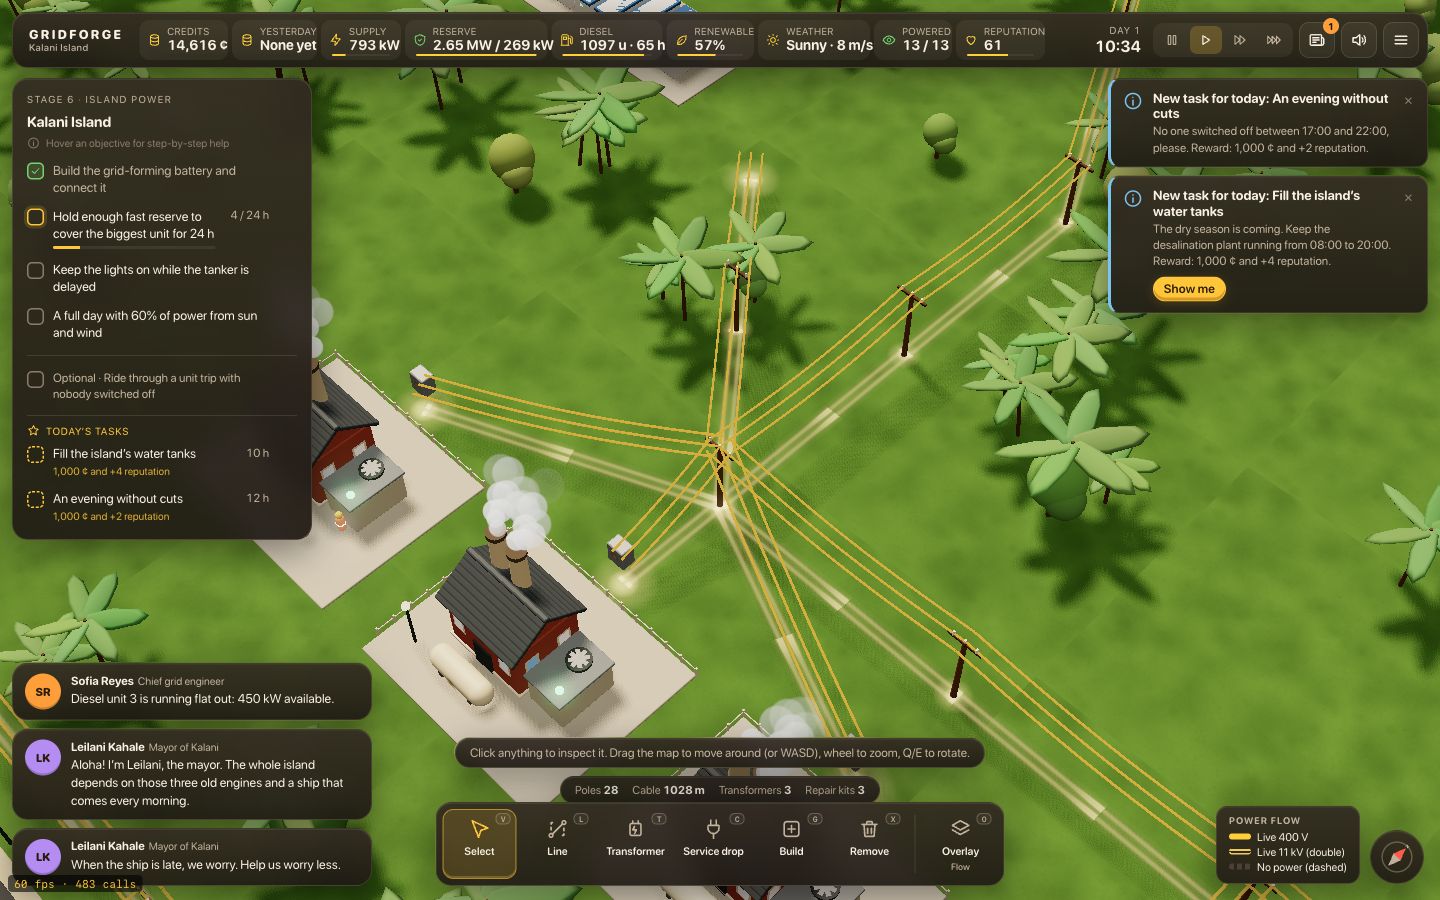 GRIDFORGE
Kalani Island
CREDITS
14,616 ¢
YESTERDAY
None yet
SUPPLY
793 kW
RESERVE
2.65 MW / 269 kW
DIESEL
1097 u · 65 h
RENEWABLE
57%
WEATHER
Sunny · 8 m/s
POWERED
13 / 13
REPUTATION
61
DAY 1
10:34
1
STAGE 6 · ISLAND POWER
Kalani Island
Hover an objective for step-by-step help
Build the grid-forming battery and
connect it
Hold enough fast reserve to
cover the biggest unit for 24 h
4 / 24 h
Keep the lights on while the tanker is
delayed
A full day with 60% of power from sun
and wind
Optional · Ride through a unit trip with
nobody switched off
TODAY'S TASKS
Fill the island's water tanks
10 h
1,000 ¢ and +4 reputation
An evening without cuts
12 h
1,000 ¢ and +2 reputation
New task for today: An evening without
cuts
×
No one switched off between 17:00 and 22:00,
please. Reward: 1,000 ¢ and +2 reputation.
New task for today: Fill the island's
water tanks
×
The dry season is coming. Keep the
desalination plant running from 08:00 to 20:00.
Reward: 1,000 ¢ and +4 reputation.
Show me
SR
Sofia Reyes Chief grid engineer
Diesel unit 3 is running flat out: 450 kW available.
LK
Leilani Kahale Mayor of Kalani
Aloha! I'm Leilani, the mayor. The whole island
depends on those three old engines and a ship that
comes every morning.
LK
Leilani Kahale Mayor of Kalani
When the ship is late, we worry. Help us worry less.
60 fps · 483 calls
Click anything to inspect it. Drag the map to move around (or WASD), wheel to zoom, Q/E to rotate.
Poles 28 Cable 1028 m Transformers 3 Repair kits 3
V
Select
L
Line
T
Transformer
C
Service drop
G
Build
X
Remove
O
Overlay
Flow
POWER FLOW
Live 400 V
Live 11 kV (double)
No power (dashed)